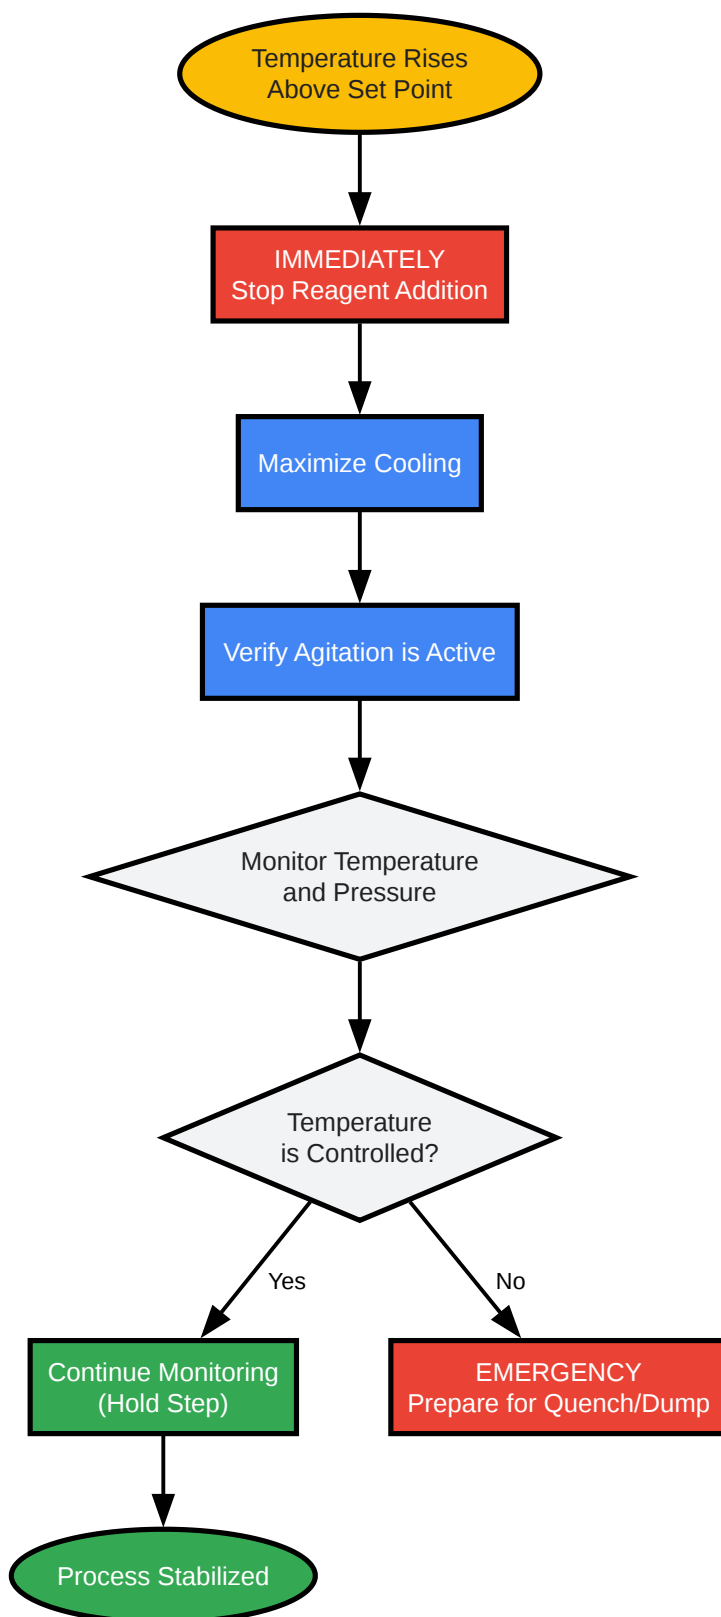 Temperature Rises
Above Set Point
IMMEDIATELY
Stop Reagent Addition
Maximize Cooling
Verify Agitation is Active
Monitor Temperature
and Pressure
Temperature
is Controlled?
Yes
No
Continue Monitoring
(Hold Step)
EMERGENCY
Prepare for Quench/Dump
Process Stabilized